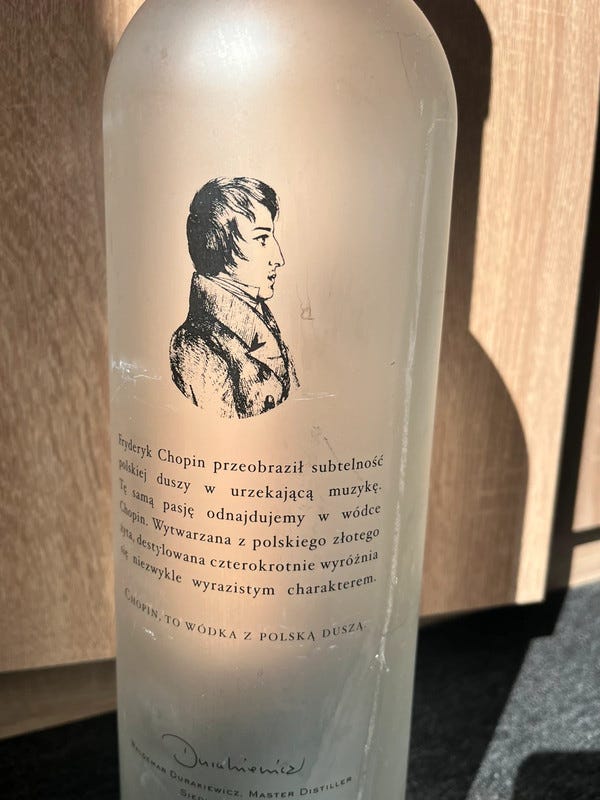 Fryderyk Chopin przeobraził subtelność
polskiej duszy w urzekającą muzykę.
Tę samą pasję odnajdujemy w wódce
Chopin. Wytwarzana z polskiego złotego
żyta, destylowana czterokrotnie wyróżnia
się niezwykle wyrazistym charakterem.
CHOPIN, TO WÓDKA Z POLSKĄ DUSZĄ.
Durakiewicz
WALDEMAR DURAKIEWICZ, MASTER DISTILLER